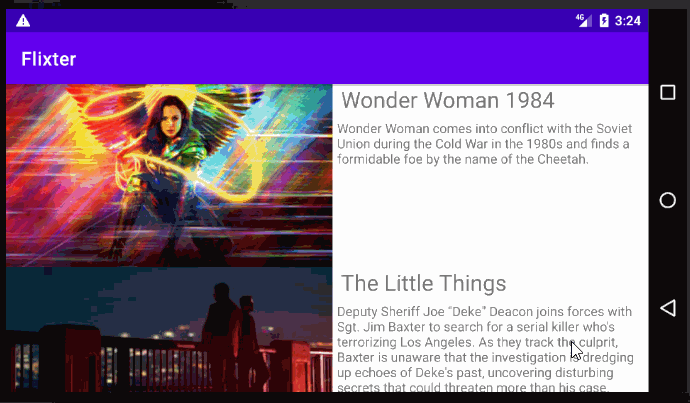 4G 3:24
Flixter
Wonder Woman 1984
Wonder Woman comes into conflict with the Soviet
Union during the Cold War in the 1980s and finds a
formidable foe by the name of the Cheetah.
The Little Things
Deputy Sheriff Joe "Deke" Deacon joins forces with
Sgt. Jim Baxter to search for a serial killer who's
terrorizing Los Angeles. As they track the culprit,
Baxter is unaware that the investigation is dredging
up echoes of Deke's past, uncovering disturbing
secrets that could threaten more than his case.